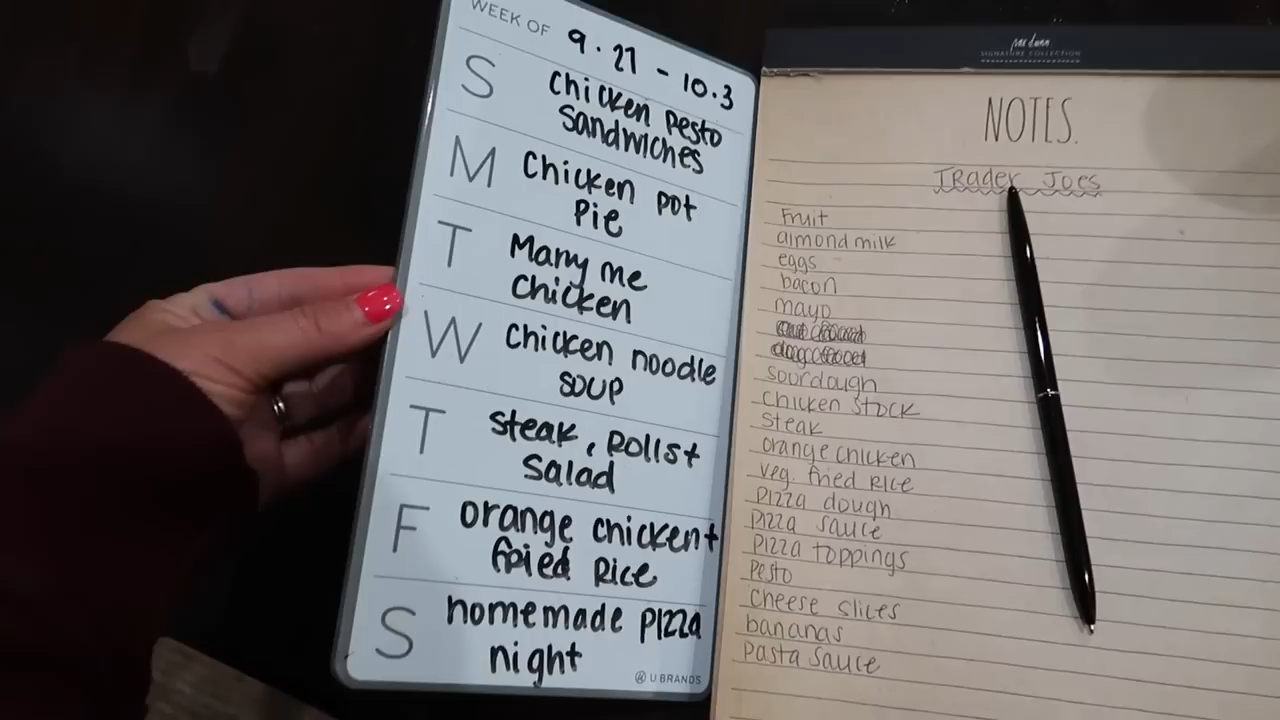 WEEK OF 9.27 - 10.3
S Chicken pesto
Sandwiches
M Chicken pot
Pie
T Marry me
Chicken
W Chicken noodle
soup
T steak, Rolls +
Salad
F orange chicken +
fried Rice
S homemade pizza
night
U BRANDS
SIGNATURE COLLECTION
NOTES.
Trader Joes
Fruit
almond milk
eggs
bacon
mayo
sourdough
chicken stock
steak
orange chicken
veg. fried rice
pizza dough
pizza sauce
pizza toppings
Pesto
cheese slices
bananas
pasta sauce